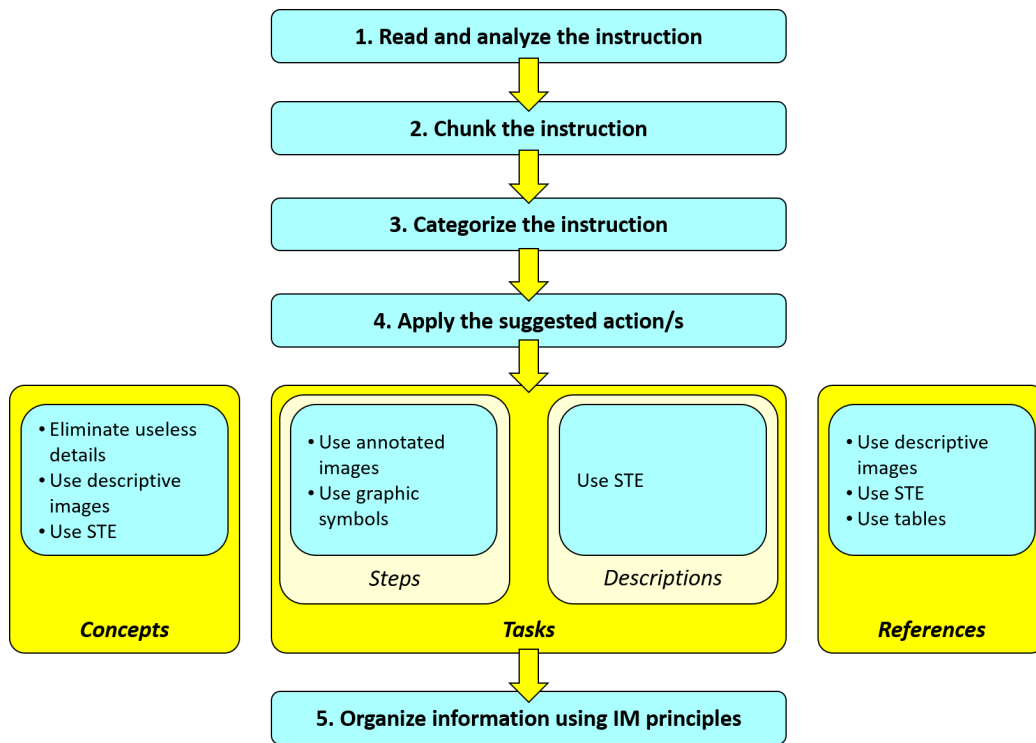 1. Read and analyze the instruction
2. Chunk the instruction
3. Categorize the instruction
4. Apply the suggested action/s
• Eliminate useless
details
• Use descriptive
images
• Use STE
Concepts
• Use annotated
images
• Use graphic
symbols
Steps
Use STE
Descriptions
Tasks
• Use descriptive
images
• Use STE
• Use tables
References
5. Organize information using IM principles